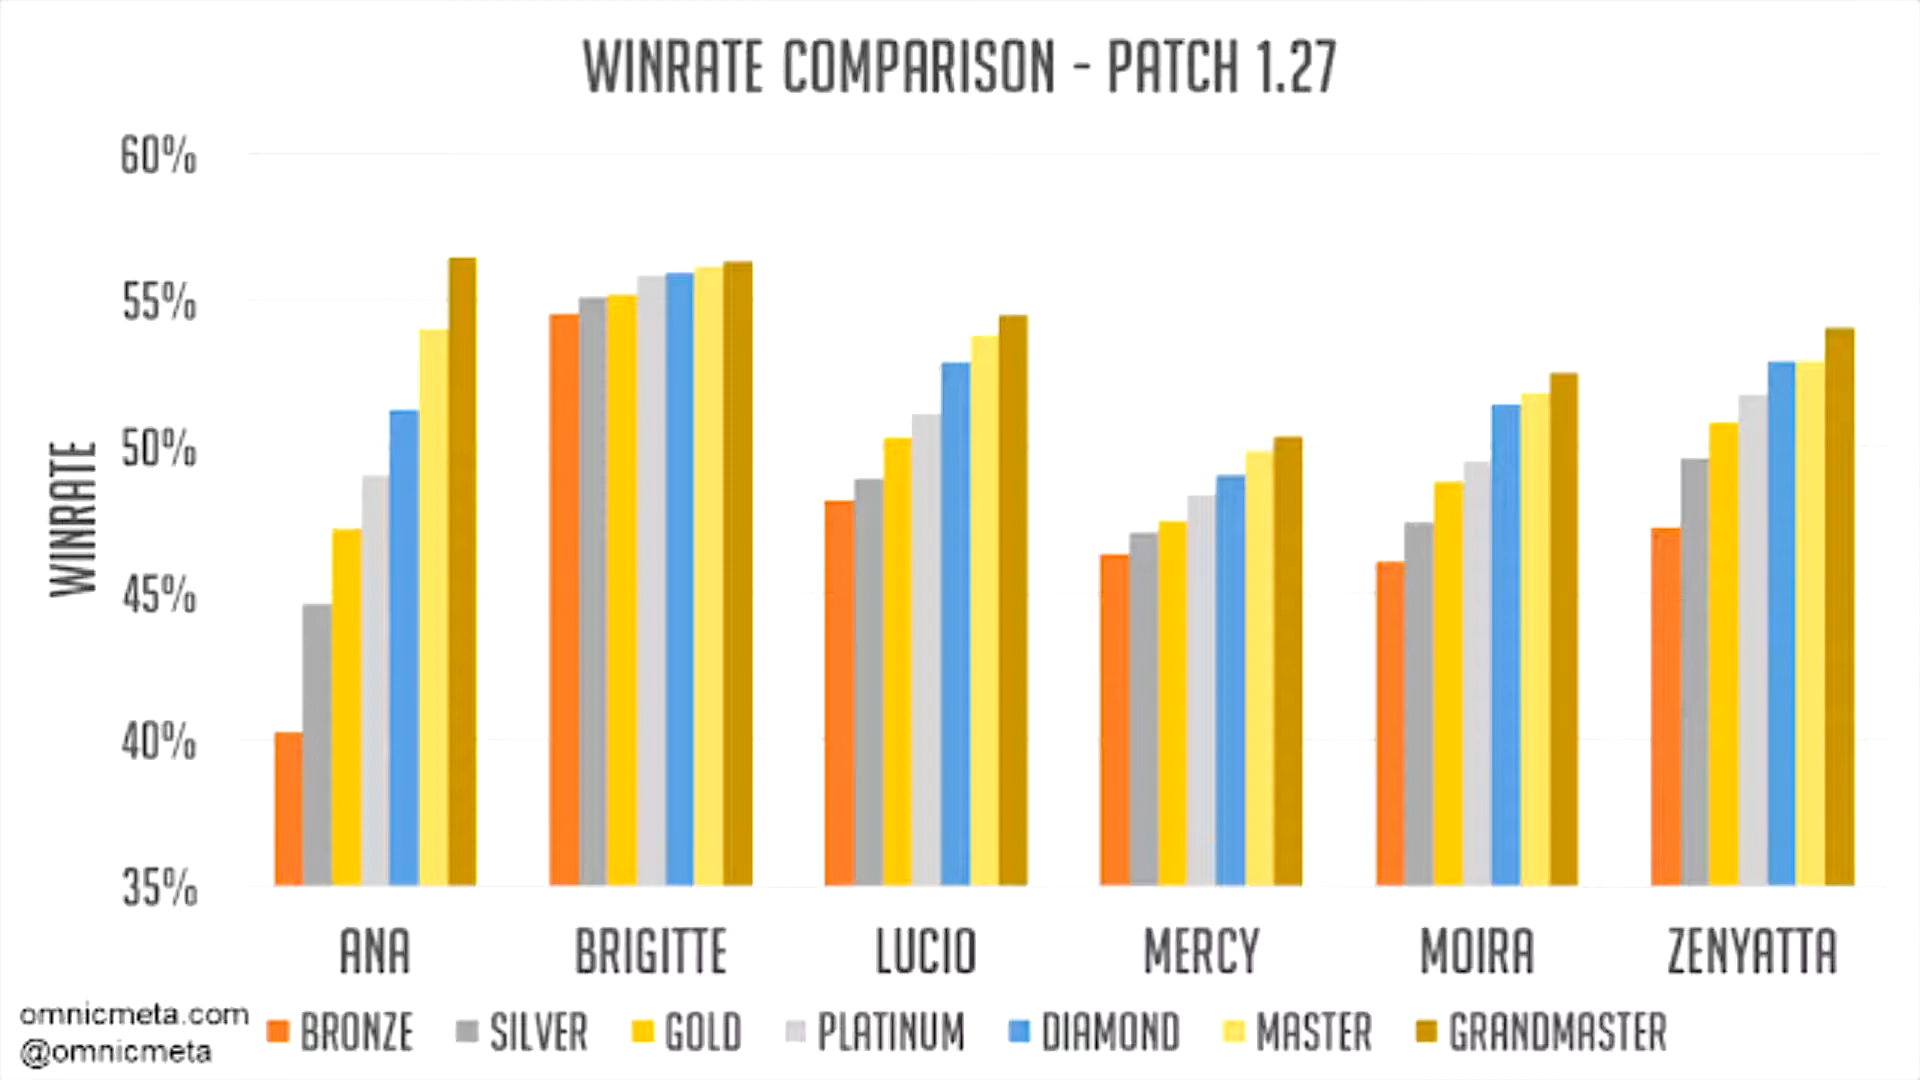 WINRATE COMPARISON - PATCH 1.27
60%
55%
50%
45%
40%
35%
WINRATE
ANA BRIGITTE LUCIO MERCY MOIRA ZENYATTA
omnicmeta.com
@omnicmeta
BRONZE SILVER GOLD PLATINUM DIAMOND MASTER GRANDMASTER